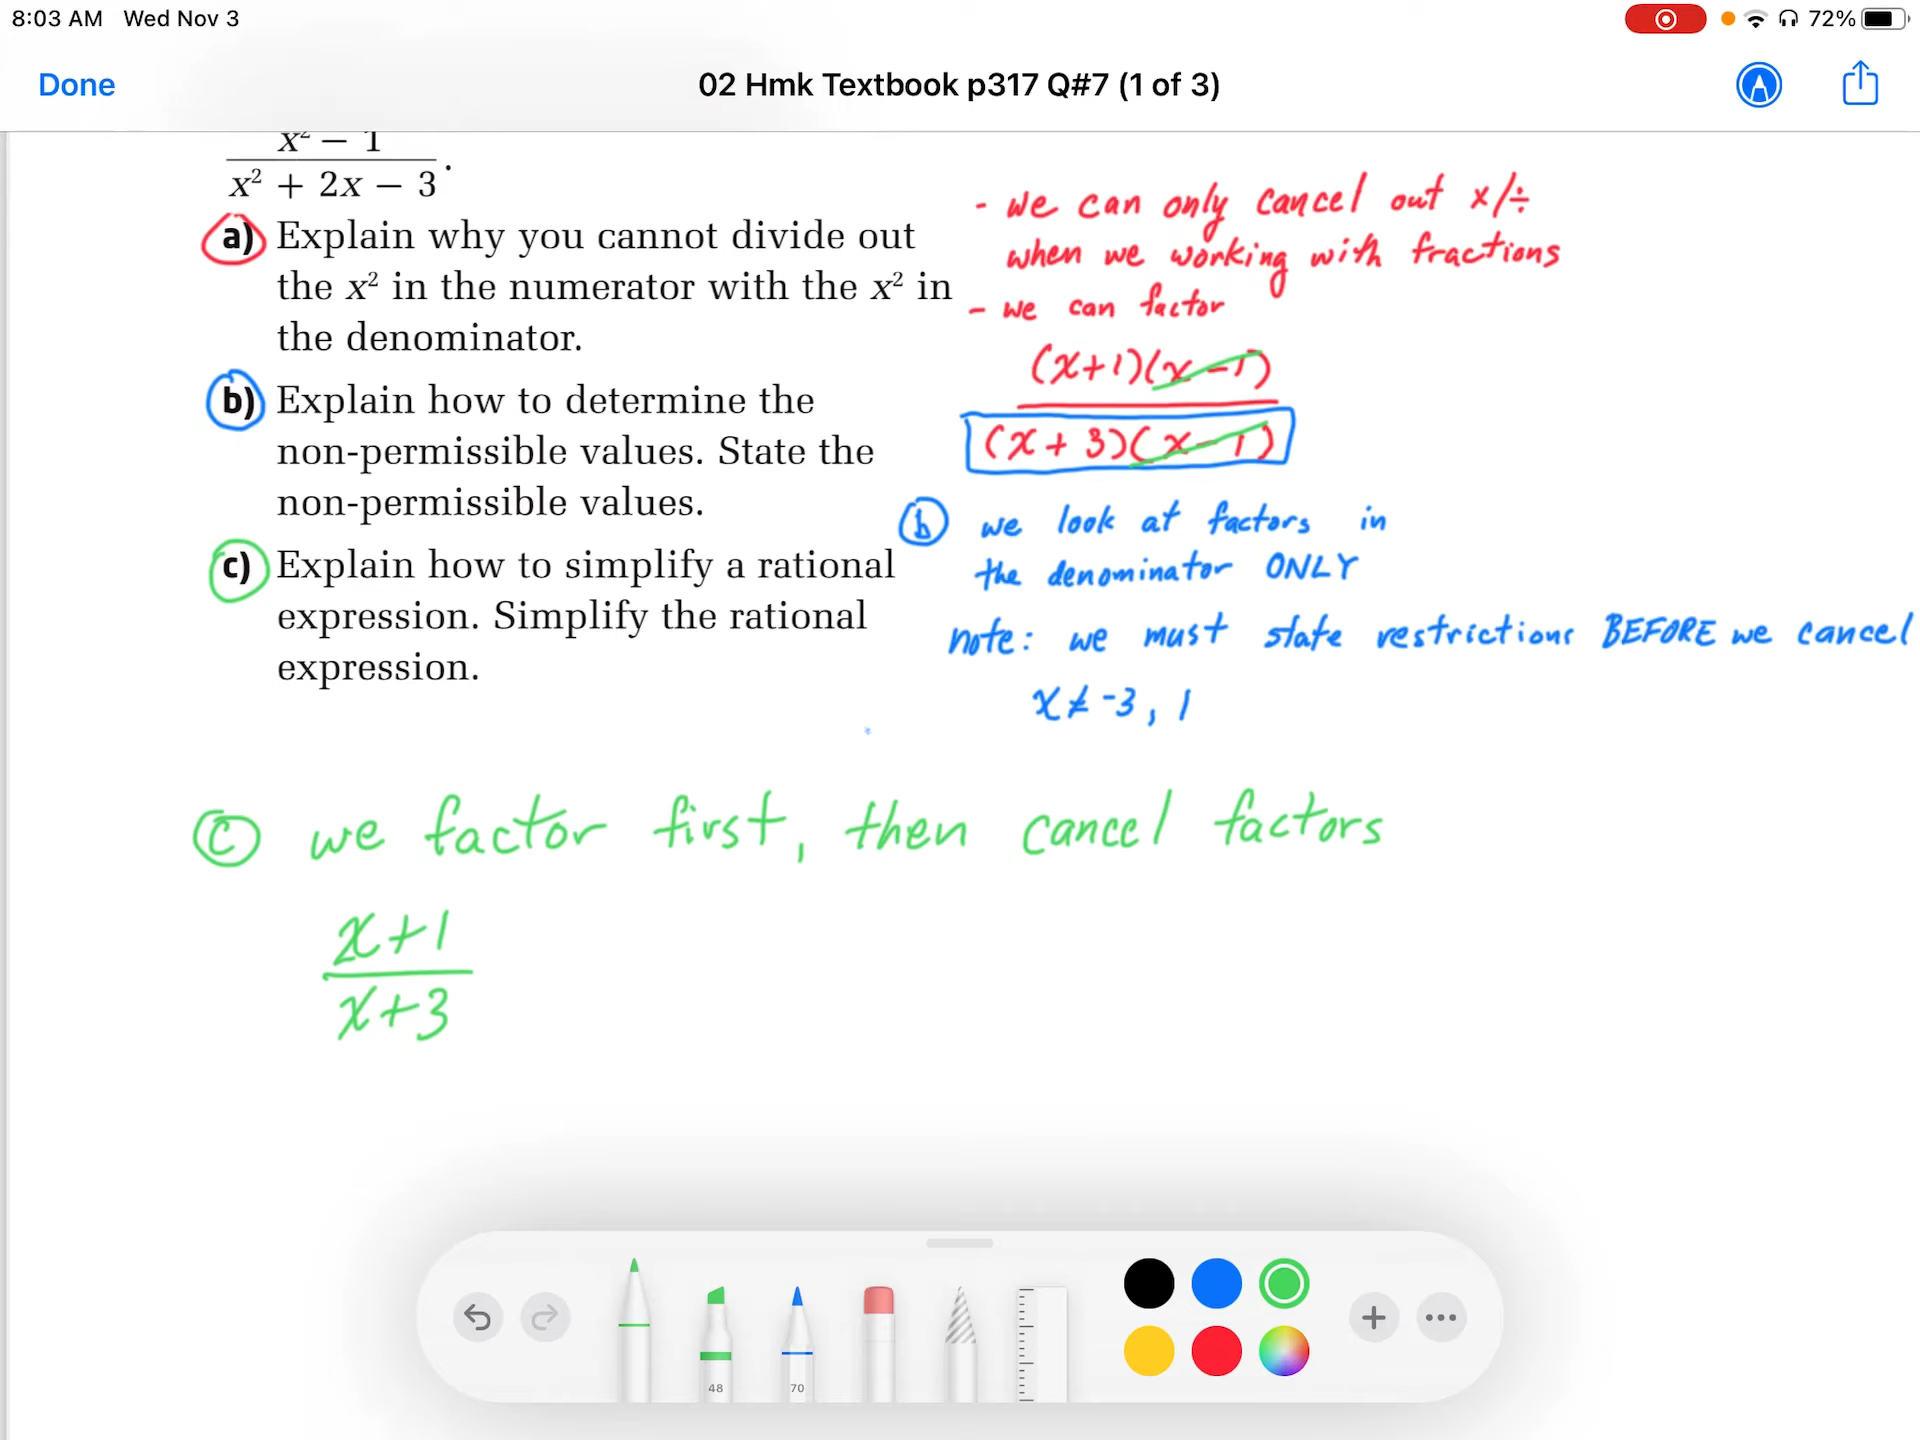 8:03 AM Wed Nov 3
72%
Done
02 Hmk Textbook p317 Q#7 (1 of 3)
x² − 1
x² + 2x − 3 .
a) Explain why you cannot divide out
the x² in the numerator with the x² in
the denominator.
b) Explain how to determine the
non-permissible values. State the
non-permissible values.
c) Explain how to simplify a rational
expression. Simplify the rational
expression.
- we can only cancel out x/÷
when we working with fractions
- we can factor
(x+1)(x-1)
(x+3)(x-1)
b we look at factors in
the denominator ONLY
note: we must state restrictions BEFORE we cancel
x ≠ -3, 1
c we factor first, then cancel factors
x+1
x+3
48
70